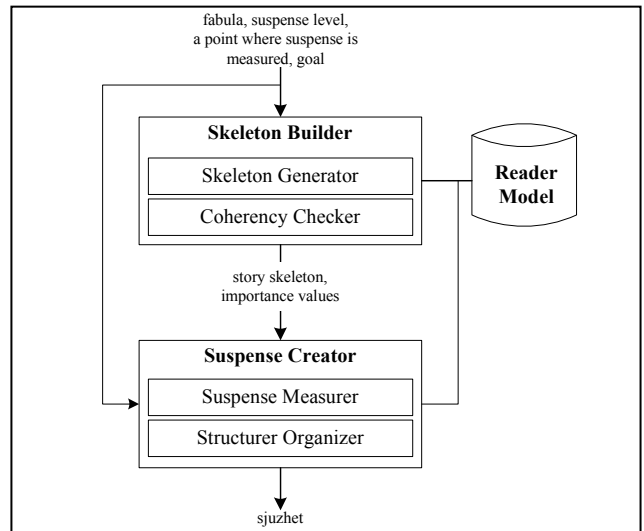 fabula, suspense level,
a point where suspense is
measured, goal
Skeleton Builder
Skeleton Generator
Coherency Checker
Reader
Model
story skeleton,
importance values
Suspense Creator
Suspense Measurer
Structurer Organizer
sjuzhet